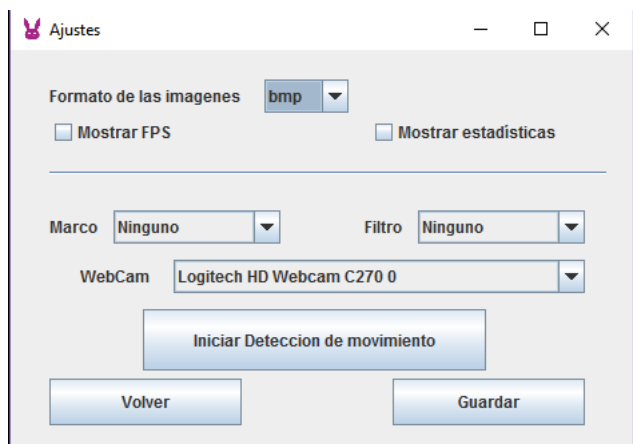 Ajustes
Formato de las imagenes bmp
Mostrar FPS Mostrar estadísticas
Marco Ninguno Filtro Ninguno
WebCam Logitech HD Webcam C270 0
Iniciar Deteccion de movimiento
Volver Guardar